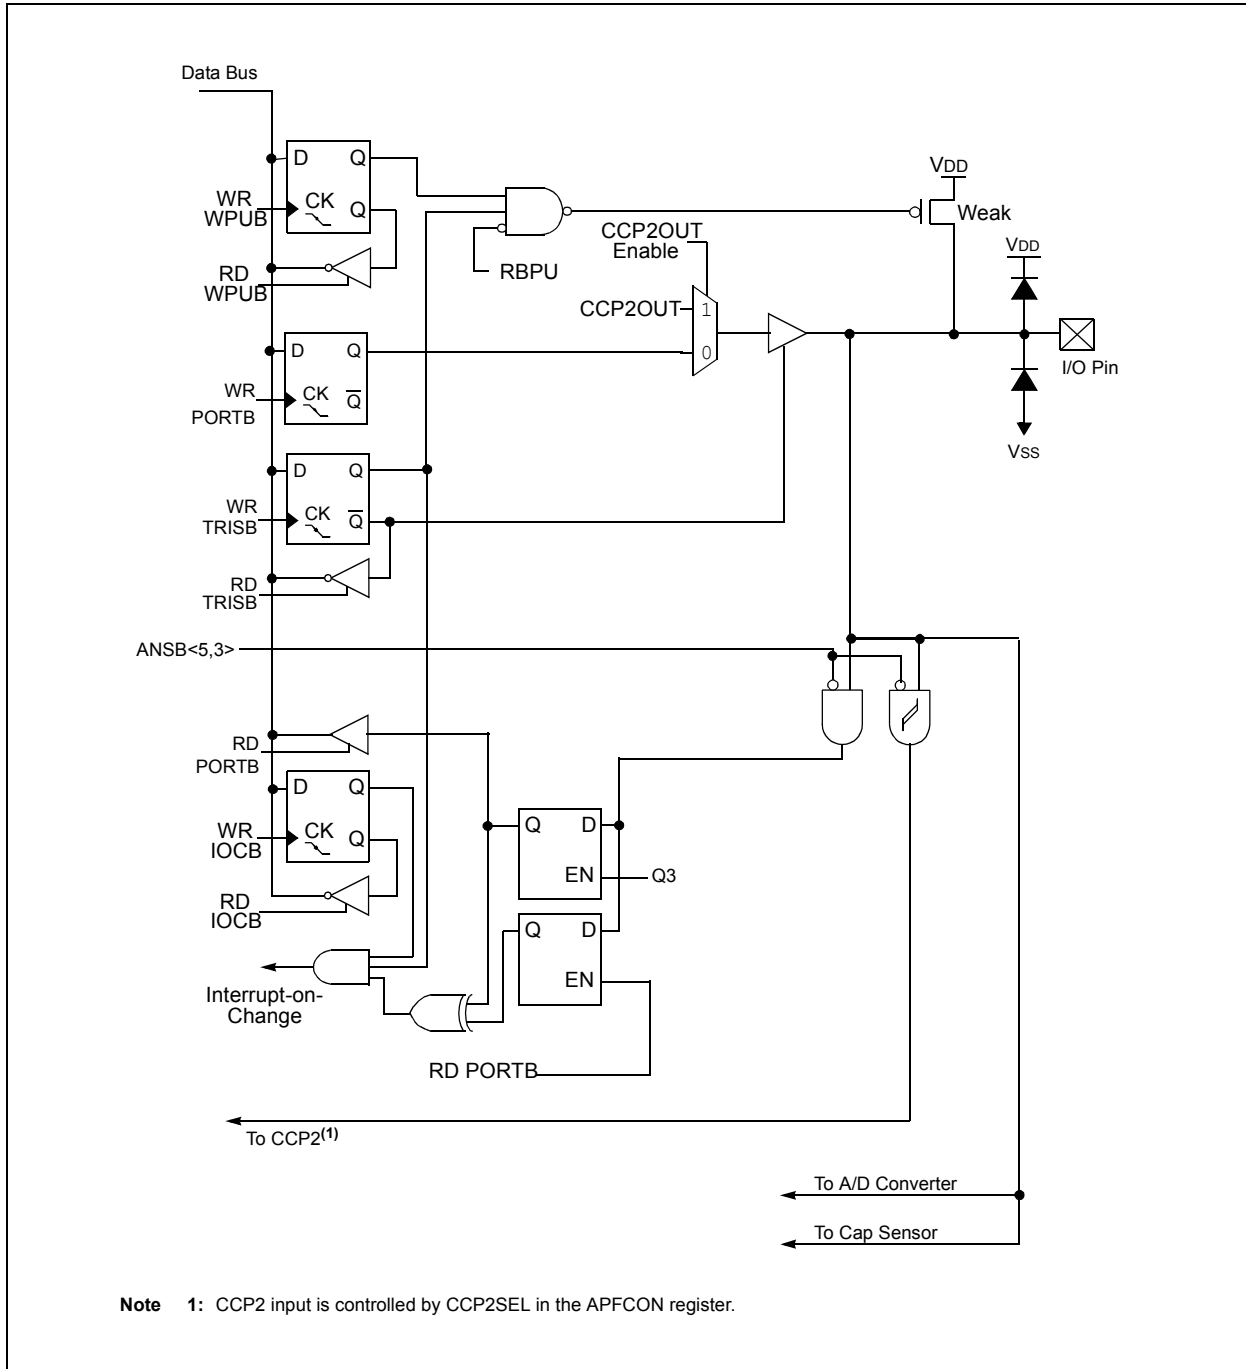 Data Bus
D Q
WR
WPUB
CK
Q
RD
WPUB
RBPU
CCP2OUT
Enable
VDD
Weak
VDD
CCP2OUT
1
0
I/O Pin
VSS
D Q
WR
PORTB
CK
Q
D Q
WR
TRISB
CK
Q
RD
TRISB
ANSB<5,3>
RD
PORTB
D Q
WR
IOCB
CK
Q
RD
IOCB
Q D
EN
Q3
Q D
EN
Interrupt-on-
Change
RD PORTB
To CCP2(1)
To A/D Converter
To Cap Sensor
Note 1: CCP2 input is controlled by CCP2SEL in the APFCON register.